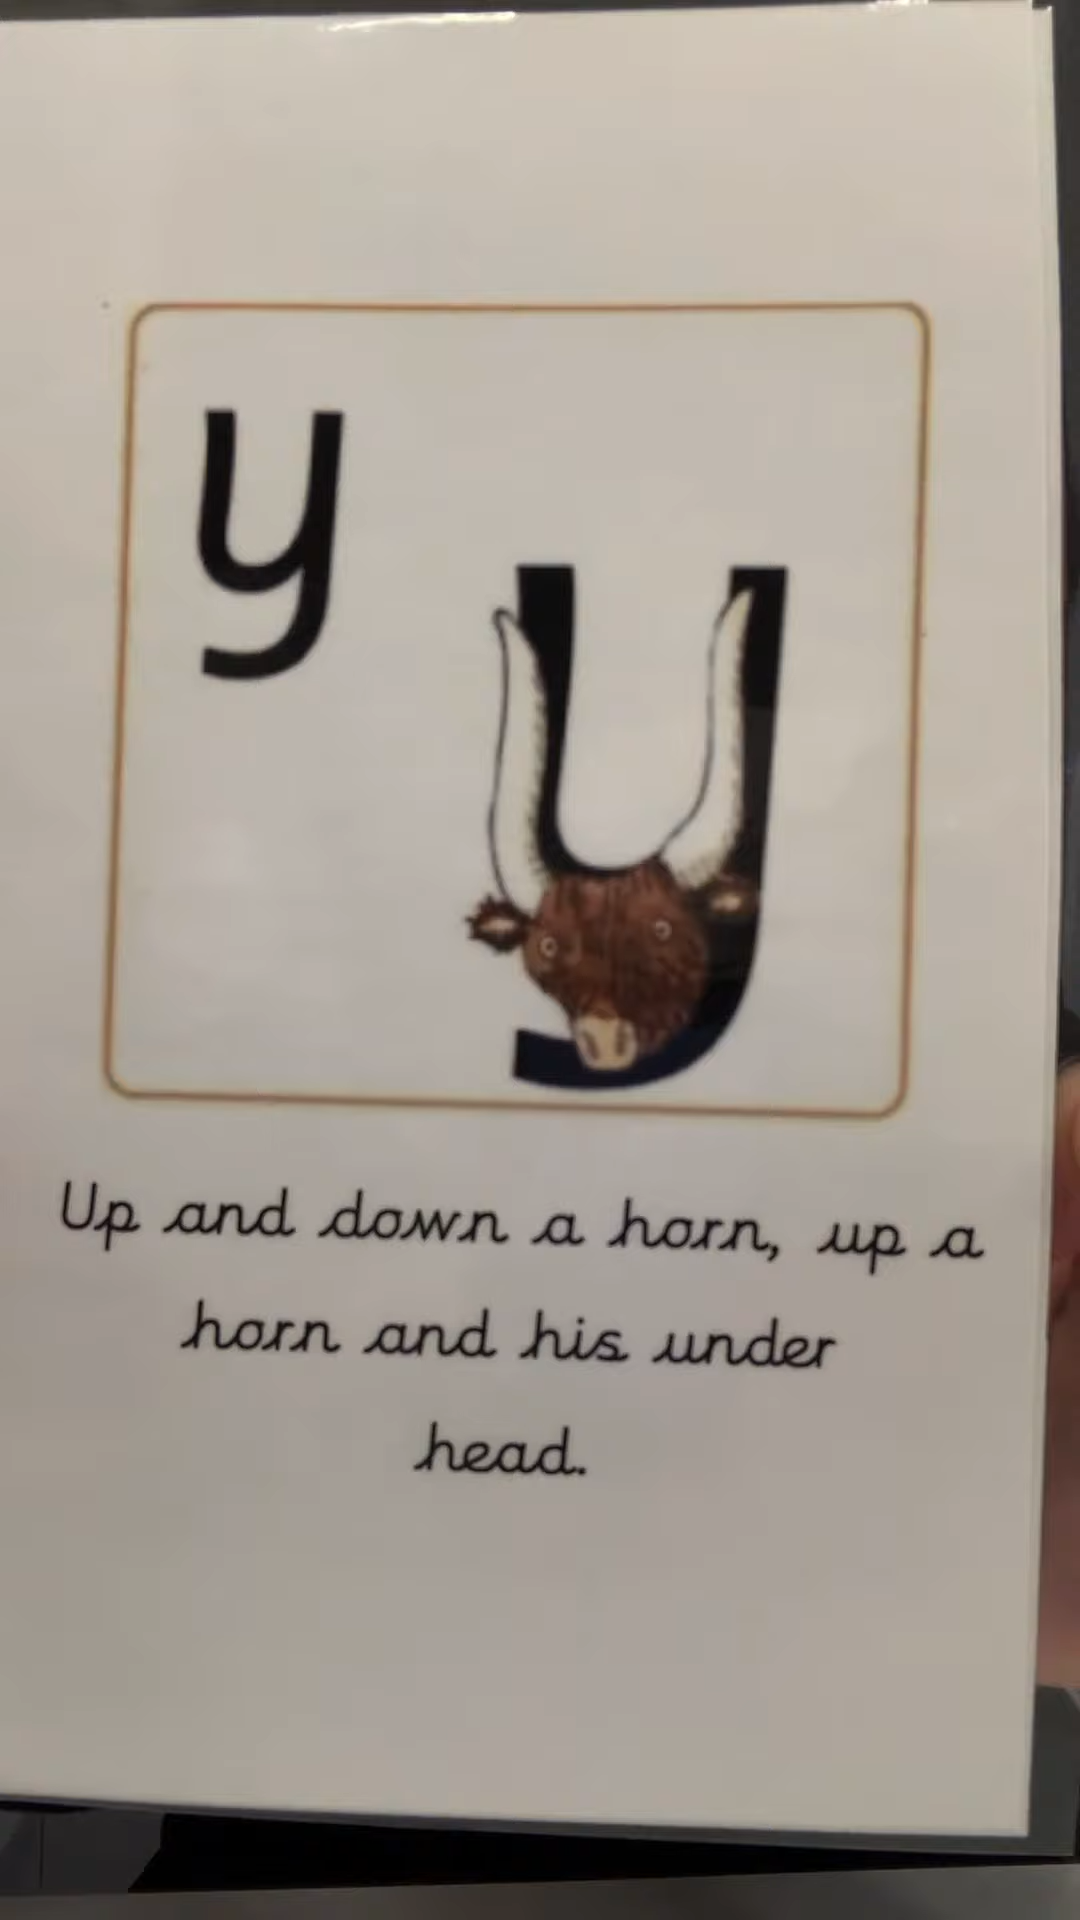 y
y
Up and down a horn, up a
horn and his under
head.